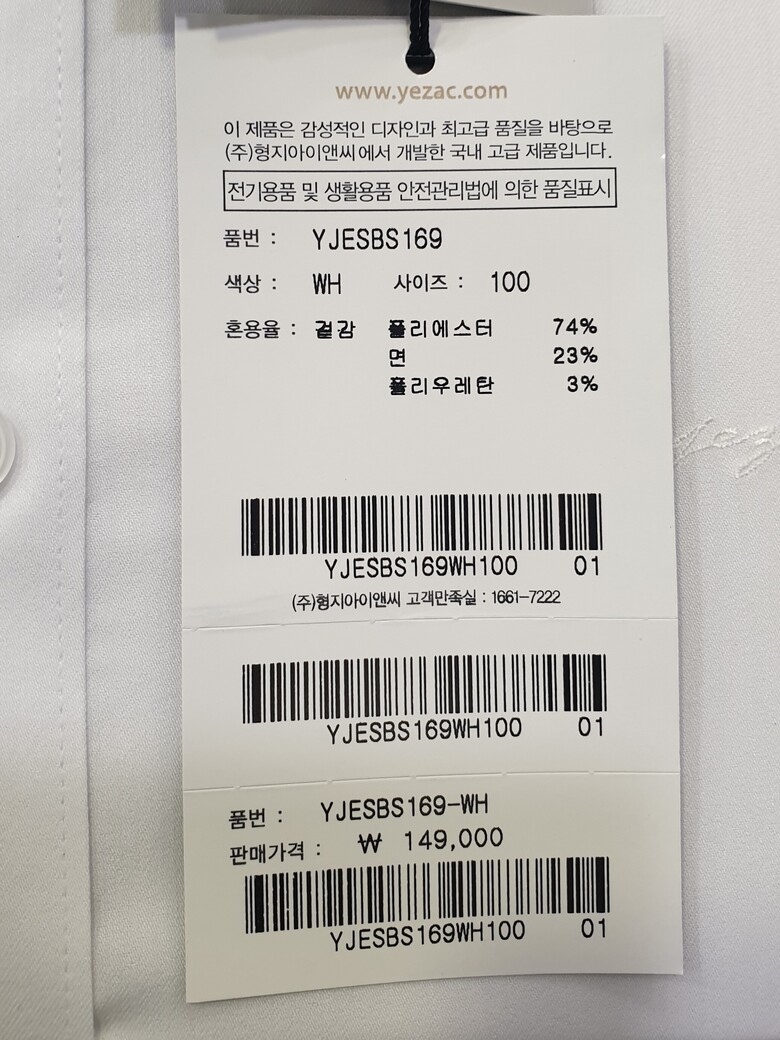 www.yezac.com
이 제품은 감성적인 디자인과 최고급 품질을 바탕으로
(주)형지아이앤씨에서 개발한 국내 고급 제품입니다.
전기용품 및 생활용품 안전관리법에 의한 품질표시
품번 : YJESBS169
색상 : WH 사이즈 : 100
혼용율 : 겉감 폴리에스터 74%
면 23%
폴리우레탄 3%
YJESBS169WH100 01
(주)형지아이앤씨 고객만족실 : 1661-7222
YJESBS169WH100 01
품번 : YJESBS169-WH
판매가격 : ₩ 149,000
YJESBS169WH100 01